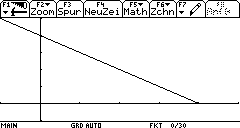 F1 F2 Zoom F3 Spur F4 NeuZei F5 Math F6 Zchn F7
MAIN GRD AUTO FKT 0/30